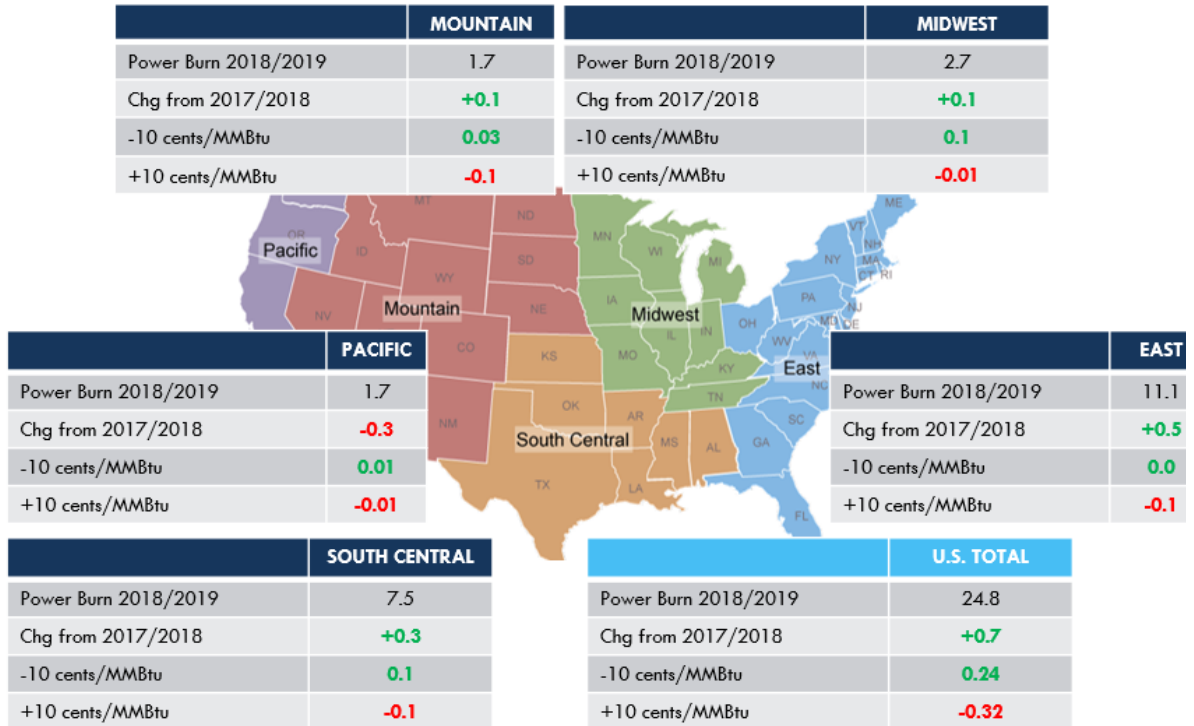 MOUNTAIN
Power Burn 2018/2019 1.7
Chg from 2017/2018 +0.1
-10 cents/MMBtu 0.03
+10 cents/MMBtu -0.1
MIDWEST
Power Burn 2018/2019 2.7
Chg from 2017/2018 +0.1
-10 cents/MMBtu 0.1
+10 cents/MMBtu -0.01
MT
ND
MN
ME
OR
Pacific
ID
WY
SD
WI
MI
VT
NH
NY
MA
CT RI
NV
Mountain
NE
IA
Midwest
IL
IN
OH
PA
NJ
MD
DE
CO
KS
MO
KY
WV
VA
East
NC
NM
OK
AR
TN
SC
South Central
MS
AL
GA
TX
LA
FL
PACIFIC
Power Burn 2018/2019 1.7
Chg from 2017/2018 -0.3
-10 cents/MMBtu 0.01
+10 cents/MMBtu -0.01
EAST
Power Burn 2018/2019 11.1
Chg from 2017/2018 +0.5
-10 cents/MMBtu 0.0
+10 cents/MMBtu -0.1
SOUTH CENTRAL
Power Burn 2018/2019 7.5
Chg from 2017/2018 +0.3
-10 cents/MMBtu 0.1
+10 cents/MMBtu -0.1
U.S. TOTAL
Power Burn 2018/2019 24.8
Chg from 2017/2018 +0.7
-10 cents/MMBtu 0.24
+10 cents/MMBtu -0.32